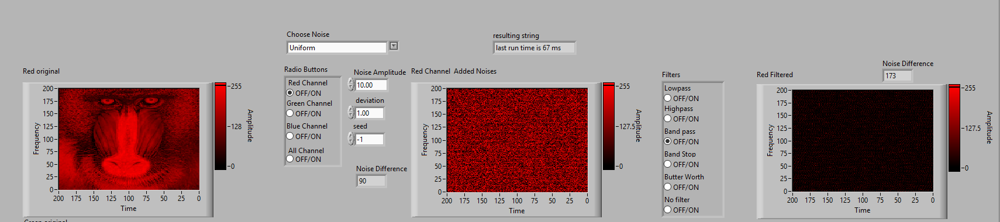 Choose Noise
Uniform
resulting string
last run time is 67 ms
Red original
200
175
150
125
100
75
50
25
0
Frequency
200 175 150 125 100 75 50 25 0
Time
255
128
0
Amplitude
Green original
Radio Buttons
Red Channel
OFF/ON
Green Channel
OFF/ON
Blue Channel
OFF/ON
All Channel
OFF/ON
Noise Amplitude
10.00
deviation
1.00
seed
-1
Noise Difference
90
Red Channel Added Noises
200
175
150
125
100
75
50
25
0
Frequency
200 175 150 125 100 75 50 25 0
Time
255
127.5
0
Amplitude
Filters
Lowpass
OFF/ON
Highpass
OFF/ON
Band pass
OFF/ON
Band Stop
OFF/ON
Butter Worth
OFF/ON
No filter
OFF/ON
Noise Difference
173
Red Filtered
200
175
150
125
100
75
50
25
0
Frequency
200 175 150 125 100 75 50 25 0
Time
255
127.5
0
Amplitude